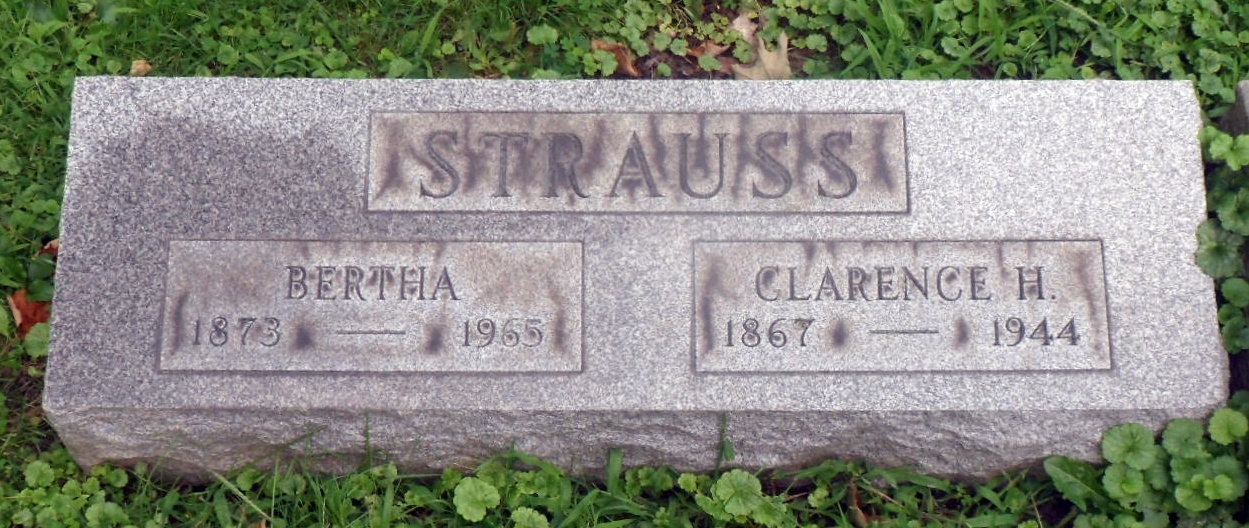 STRAUSS
BERTHA
1873 — 1965
CLARENCE H.
1867 — 1944